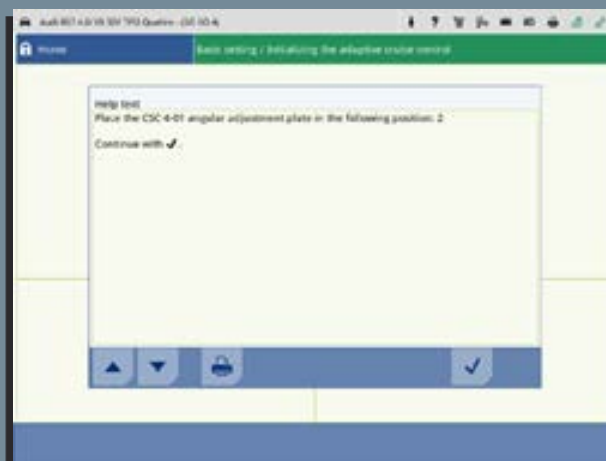 Home
Basic setting / Initializing the adaptive cruise control
Help text
Place the CSC 4-01 angular adjustment plate in the following position: 2
Continue with ✔.